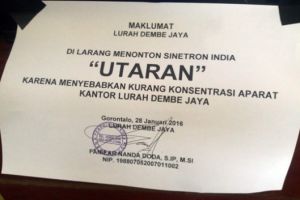 MAKLUMAT
LURAH DEMBE JAYA
DI LARANG MENONTON SINETRON INDIA
"UTARAN"
KARENA MENYEBABKAN KURANG KONSENTRASI APARAT
KANTOR LURAH DEMBE JAYA
Gorontalo, 28 Januari 2016
LURAH DEMBE JAYA
NANDA DODA, S.IP, M.SI
NIP. 198807052007011002